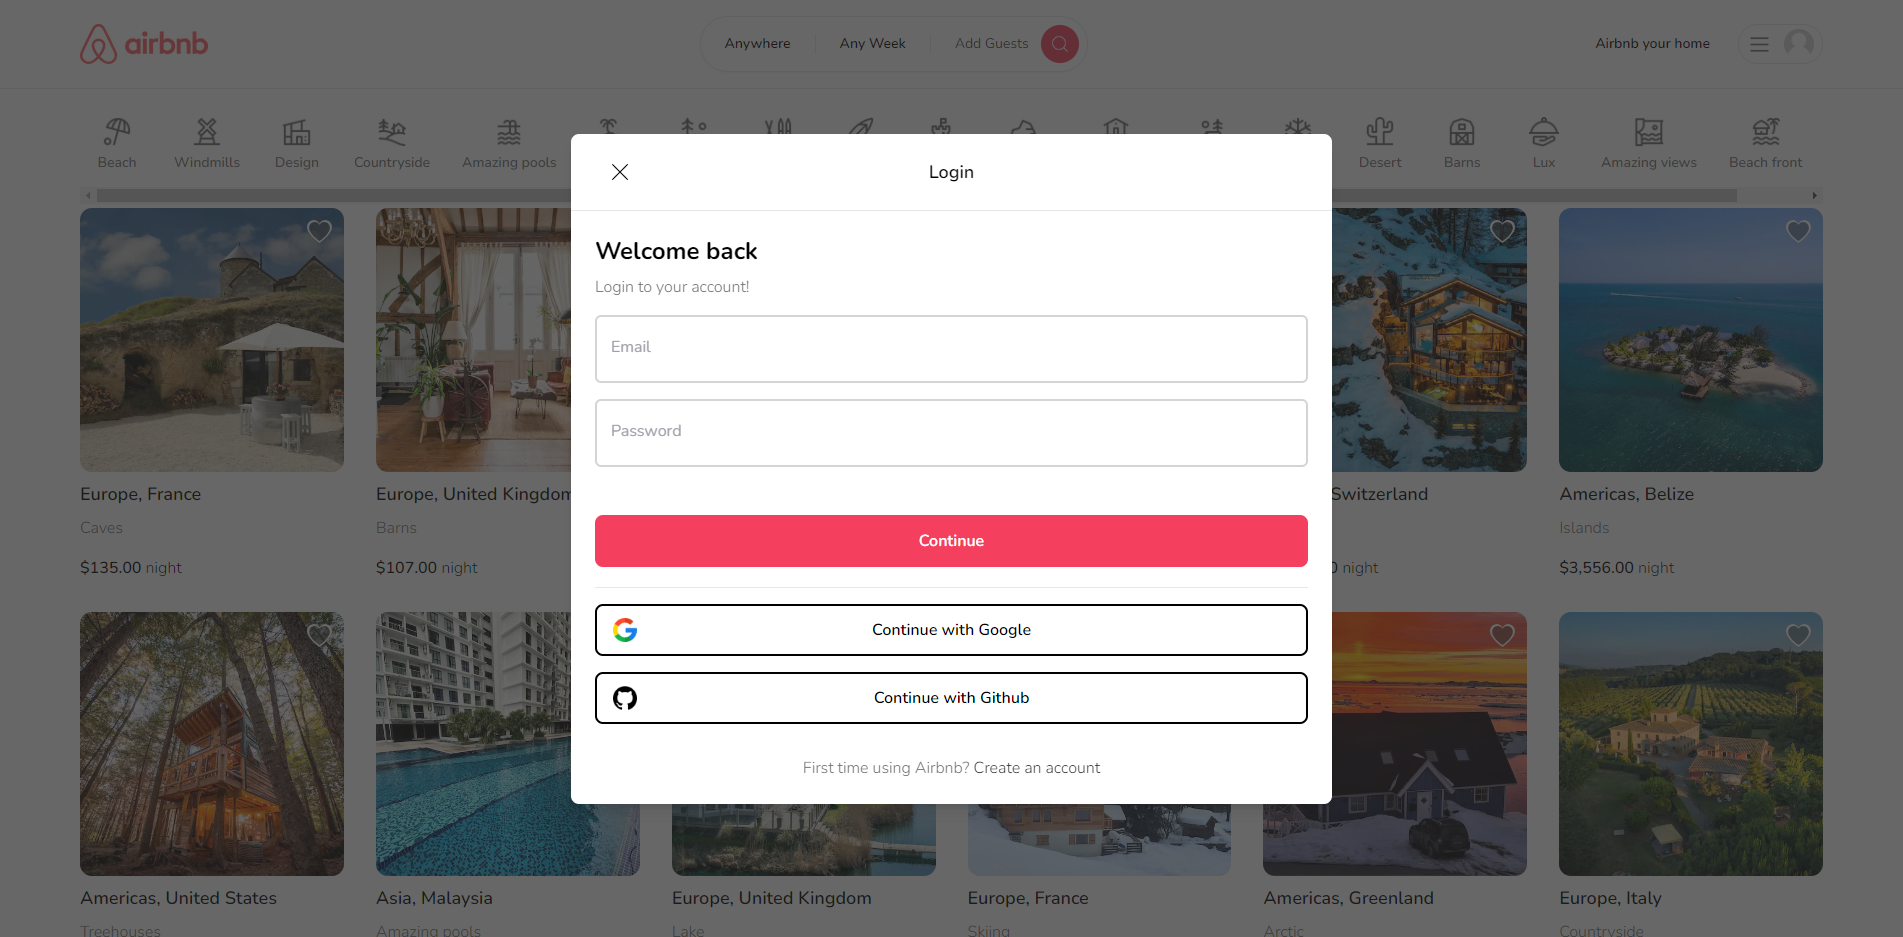 airbnb
Anywhere
Any Week
Add Guests
Airbnb your home
Beach
Windmills
Design
Countryside
Amazing pools
Desert
Barns
Lux
Amazing views
Beach front
Login
Welcome back
Login to your account!
Email
Password
Continue
Continue with Google
Continue with Github
First time using Airbnb? Create an account
Europe, France
Caves
$135.00 night
Europe, United Kingdom
Barns
$107.00 night
Switzerland
night
Americas, Belize
Islands
$3,556.00 night
Americas, United States
Treehouses
Asia, Malaysia
Amazing pools
Europe, United Kingdom
Lake
Europe, France
Skiing
Americas, Greenland
Arctic
Europe, Italy
Countryside